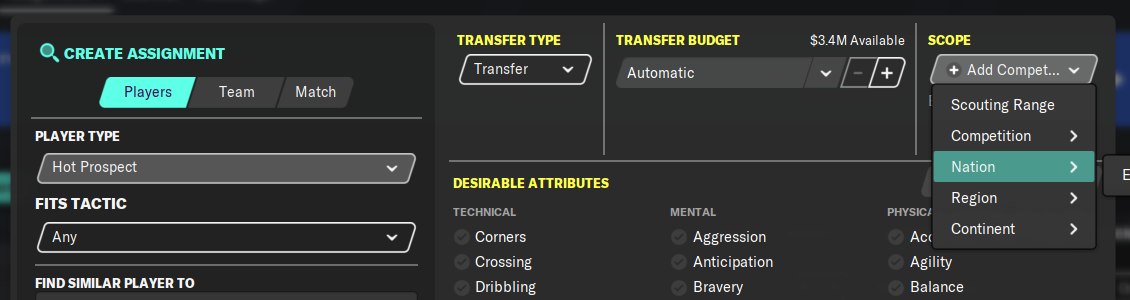 CREATE ASSIGNMENT
Players
Team
Match
PLAYER TYPE
Hot Prospect
FITS TACTIC
Any
FIND SIMILAR PLAYER TO
TRANSFER TYPE
Transfer
TRANSFER BUDGET
$3.4M Available
Automatic
SCOPE
Add Compet...
Scouting Range
Competition
Nation
Region
Continent
DESIRABLE ATTRIBUTES
TECHNICAL
Corners
Crossing
Dribbling
MENTAL
Aggression
Anticipation
Bravery
PHYSICA
Acc
Agility
Balance